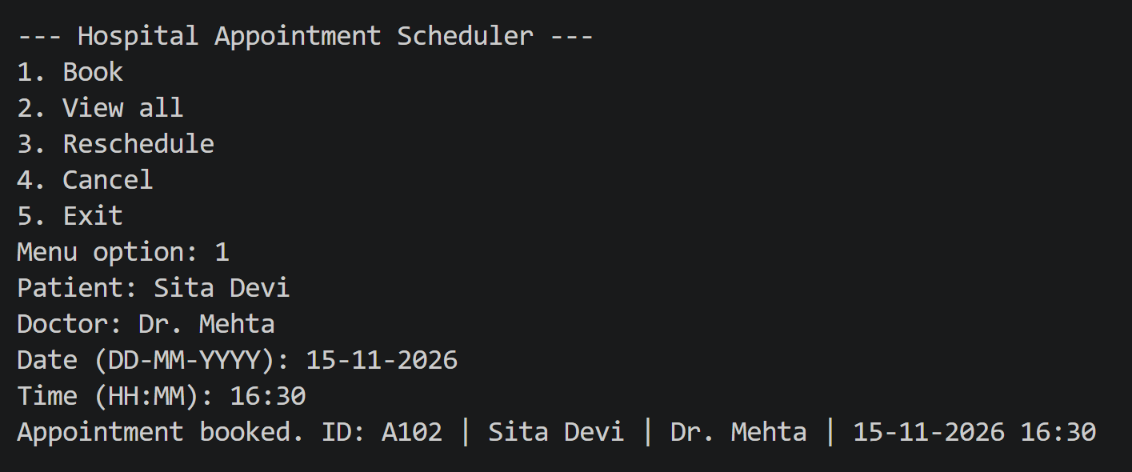 --- Hospital Appointment Scheduler ---
1. Book
2. View all
3. Reschedule
4. Cancel
5. Exit
Menu option: 1
Patient: Sita Devi
Doctor: Dr. Mehta
Date (DD-MM-YYYY): 15-11-2026
Time (HH:MM): 16:30
Appointment booked. ID: A102 | Sita Devi | Dr. Mehta | 15-11-2026 16:30